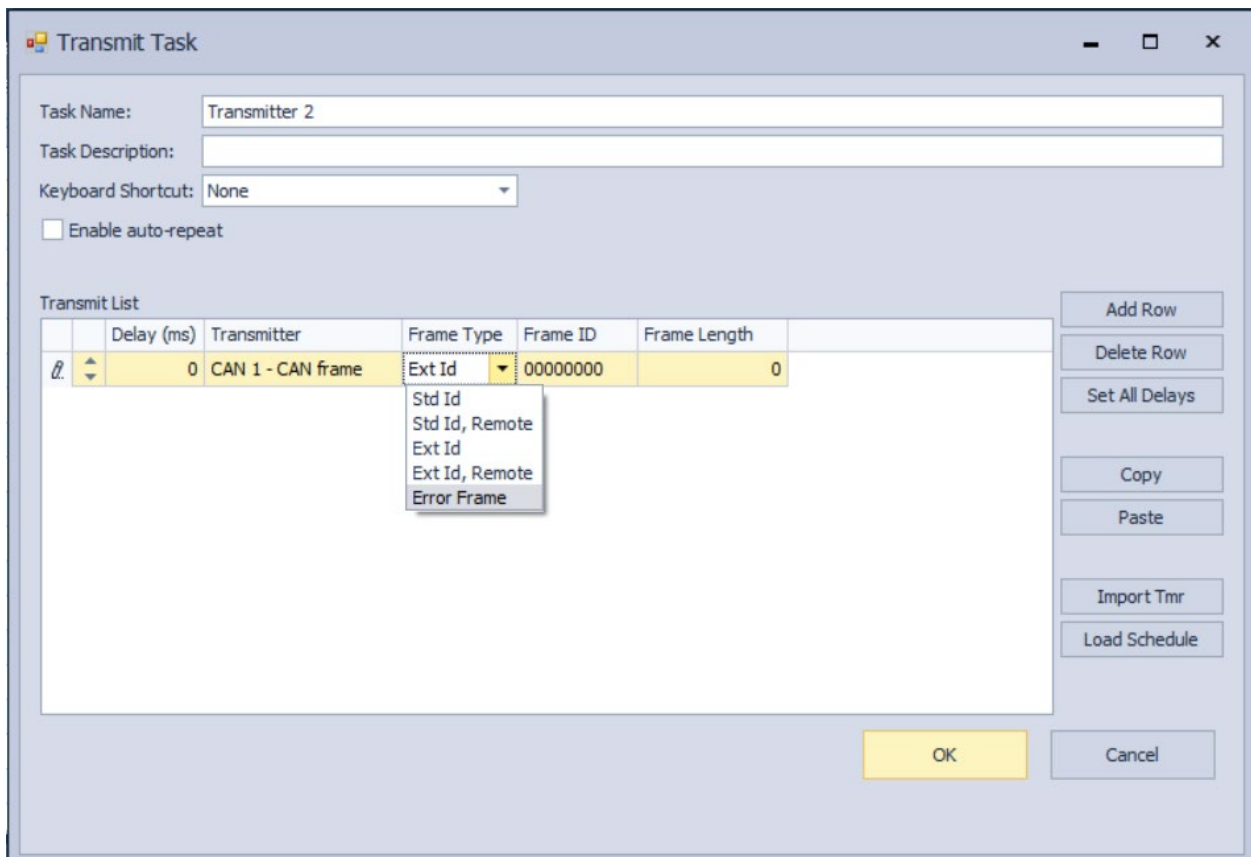 Transmit Task
Task Name: Transmitter 2
Task Description:
Keyboard Shortcut: None
Enable auto-repeat
Transmit List
Delay (ms) Transmitter Frame Type Frame ID Frame Length
0 CAN 1 - CAN frame Ext Id 00000000 0
Std Id
Std Id, Remote
Ext Id
Ext Id, Remote
Error Frame
Add Row
Delete Row
Set All Delays
Copy
Paste
Import Tmr
Load Schedule
OK Cancel